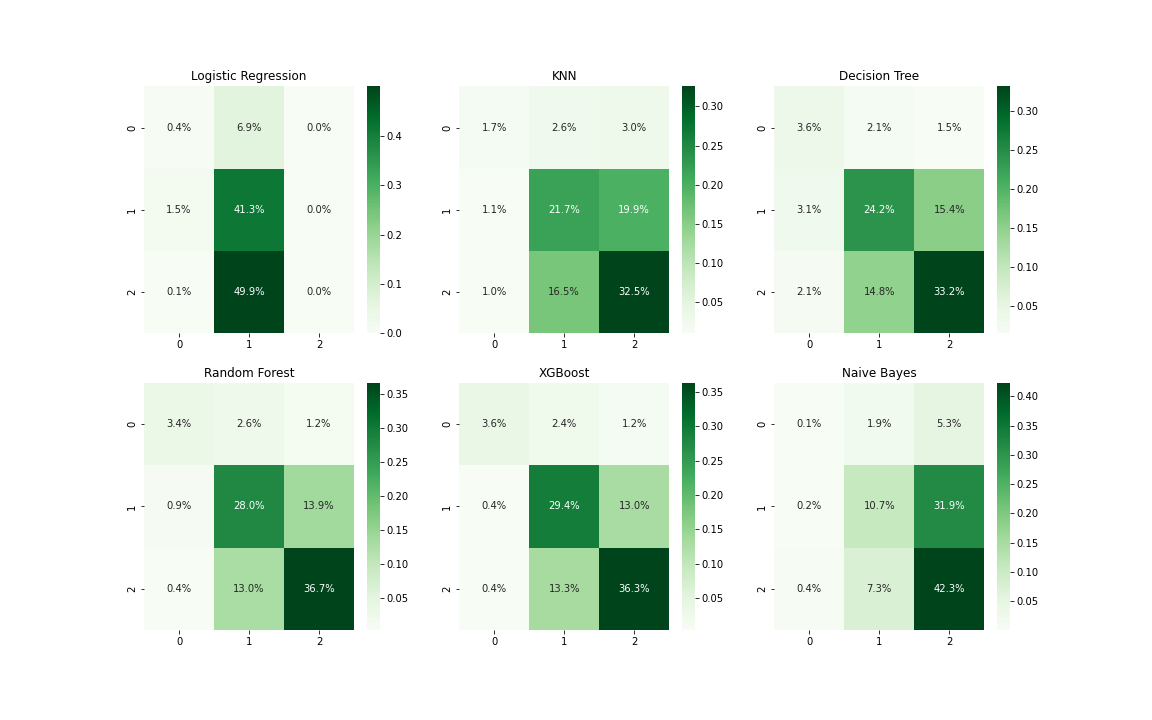 Logistic Regression
0 0.4% 6.9% 0.0%
1 1.5% 41.3% 0.0%
2 0.1% 49.9% 0.0%
0 1 2
0.4
0.3
0.2
0.1
0.0
KNN
0 1.7% 2.6% 3.0%
1 1.1% 21.7% 19.9%
2 1.0% 16.5% 32.5%
0 1 2
0.30
0.25
0.20
0.15
0.10
0.05
Decision Tree
0 3.6% 2.1% 1.5%
1 3.1% 24.2% 15.4%
2 2.1% 14.8% 33.2%
0 1 2
0.30
0.25
0.20
0.15
0.10
0.05
Random Forest
0 3.4% 2.6% 1.2%
1 0.9% 28.0% 13.9%
2 0.4% 13.0% 36.7%
0 1 2
0.35
0.30
0.25
0.20
0.15
0.10
0.05
XGBoost
0 3.6% 2.4% 1.2%
1 0.4% 29.4% 13.0%
2 0.4% 13.3% 36.3%
0 1 2
0.35
0.30
0.25
0.20
0.15
0.10
0.05
Naive Bayes
0 0.1% 1.9% 5.3%
1 0.2% 10.7% 31.9%
2 0.4% 7.3% 42.3%
0 1 2
0.40
0.35
0.30
0.25
0.20
0.15
0.10
0.05